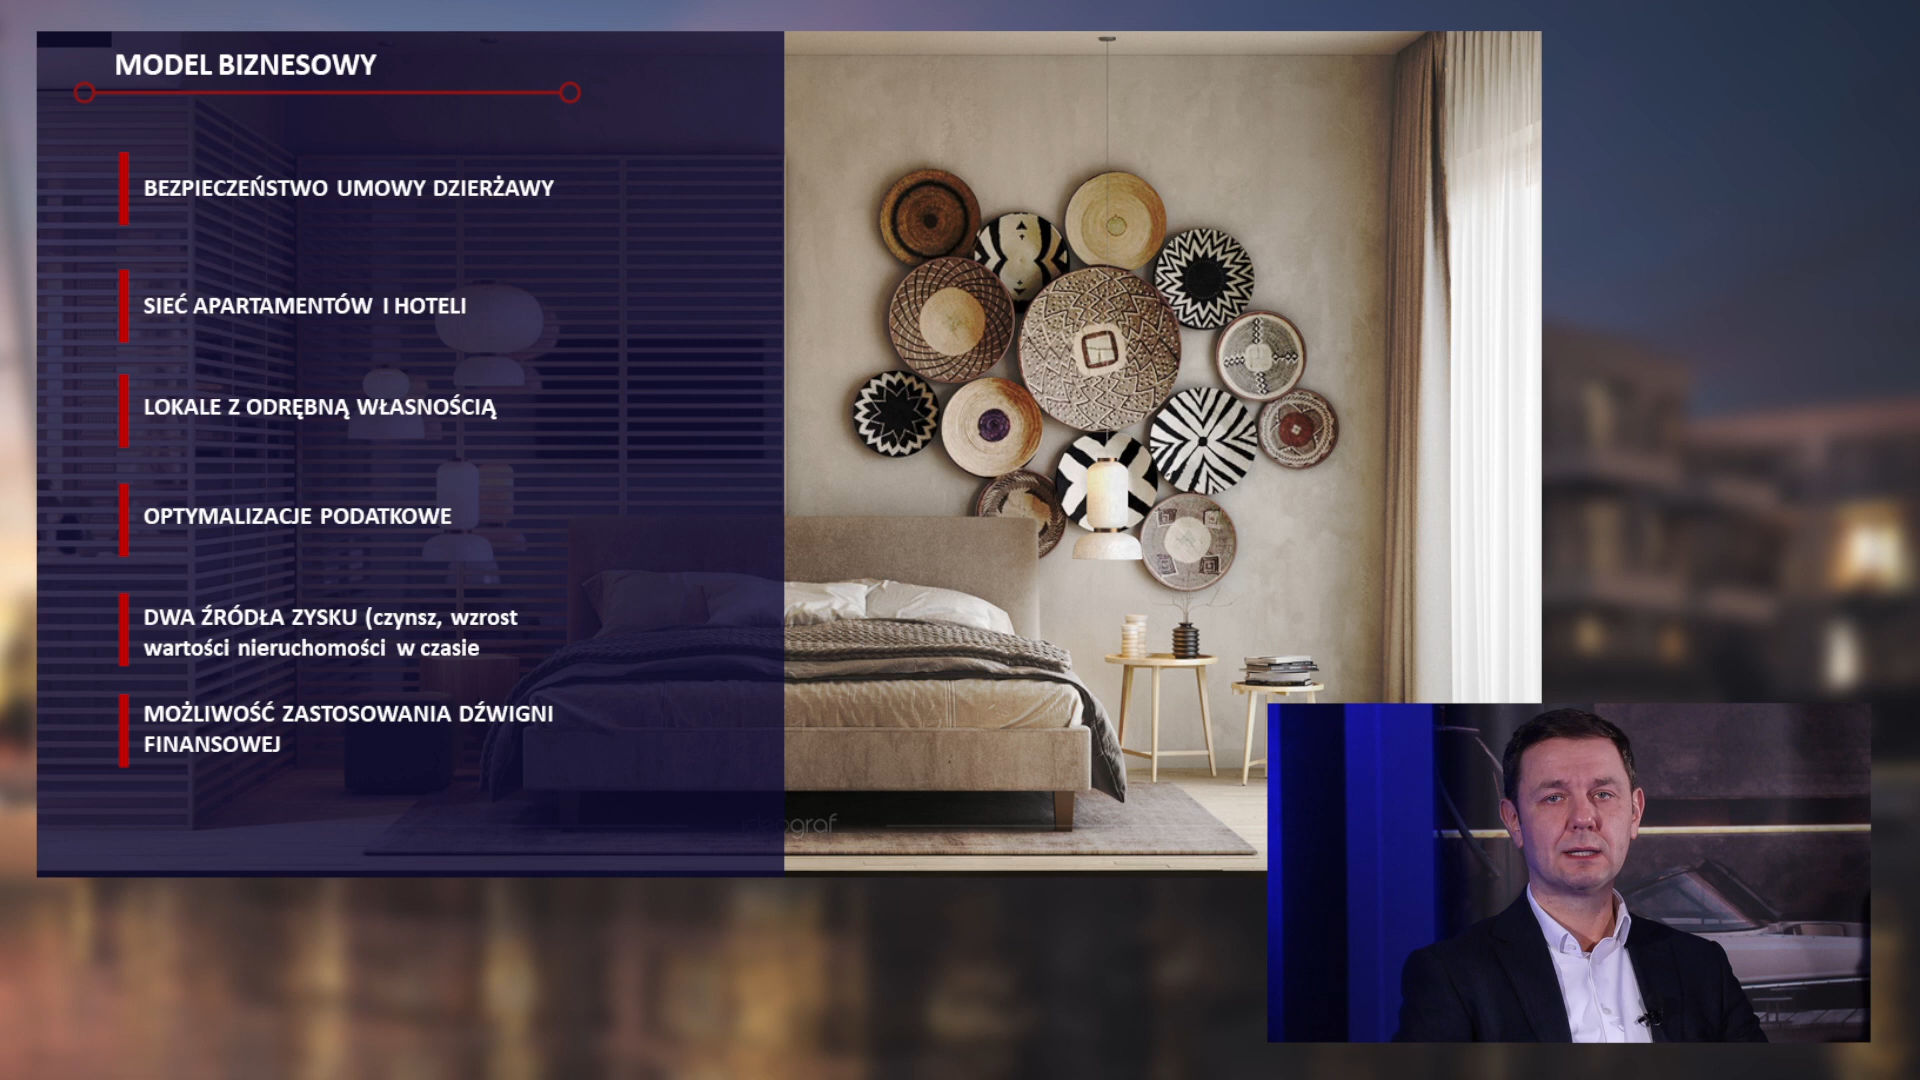 MODEL BIZNESOWY
BEZPIECZEŃSTWO UMOWY DZIERŻAWY
SIEĆ APARTAMENTÓW I HOTELI
LOKALE Z ODRĘBNĄ WŁASNOŚCIĄ
OPTYMALIZACJE PODATKOWE
DWA ŹRÓDŁA ZYSKU (czynsz, wzrost
wartości nieruchomości w czasie
MOŻLIWOŚĆ ZASTOSOWANIA DŹWIGNI
FINANSOWEJ